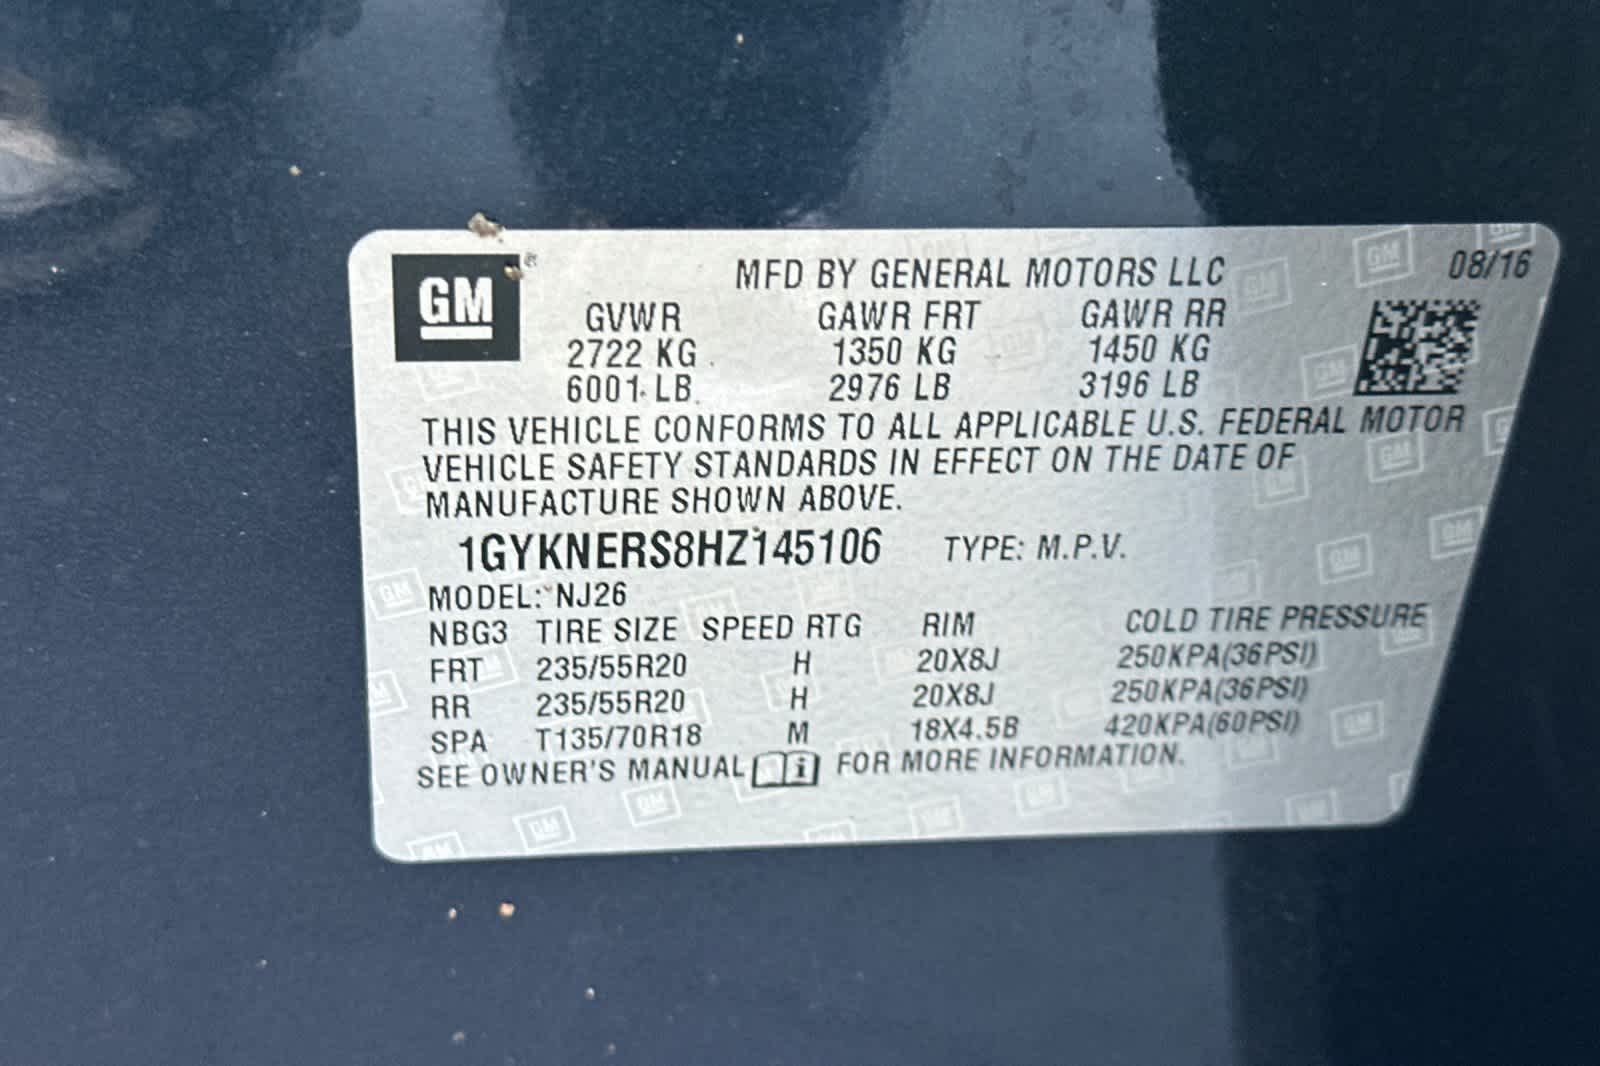 GM® MFD BY GENERAL MOTORS LLC 08/16
GVWR GAWR FRT GAWR RR
2722 KG 1350 KG 1450 KG
6001 LB 2976 LB 3196 LB
THIS VEHICLE CONFORMS TO ALL APPLICABLE U.S. FEDERAL MOTOR
VEHICLE SAFETY STANDARDS IN EFFECT ON THE DATE OF
MANUFACTURE SHOWN ABOVE.
1GYKNERS8HZ145106 TYPE: M.P.V.
MODEL: NJ26
NBG3 TIRE SIZE SPEED RTG RIM COLD TIRE PRESSURE
FRT 235/55R20 H 20X8J 250KPA(36PSI)
RR 235/55R20 H 20X8J 250KPA(36PSI)
SPA T135/70R18 M 18X4.5B 420KPA(60PSI)
SEE OWNER'S MANUAL i FOR MORE INFORMATION.